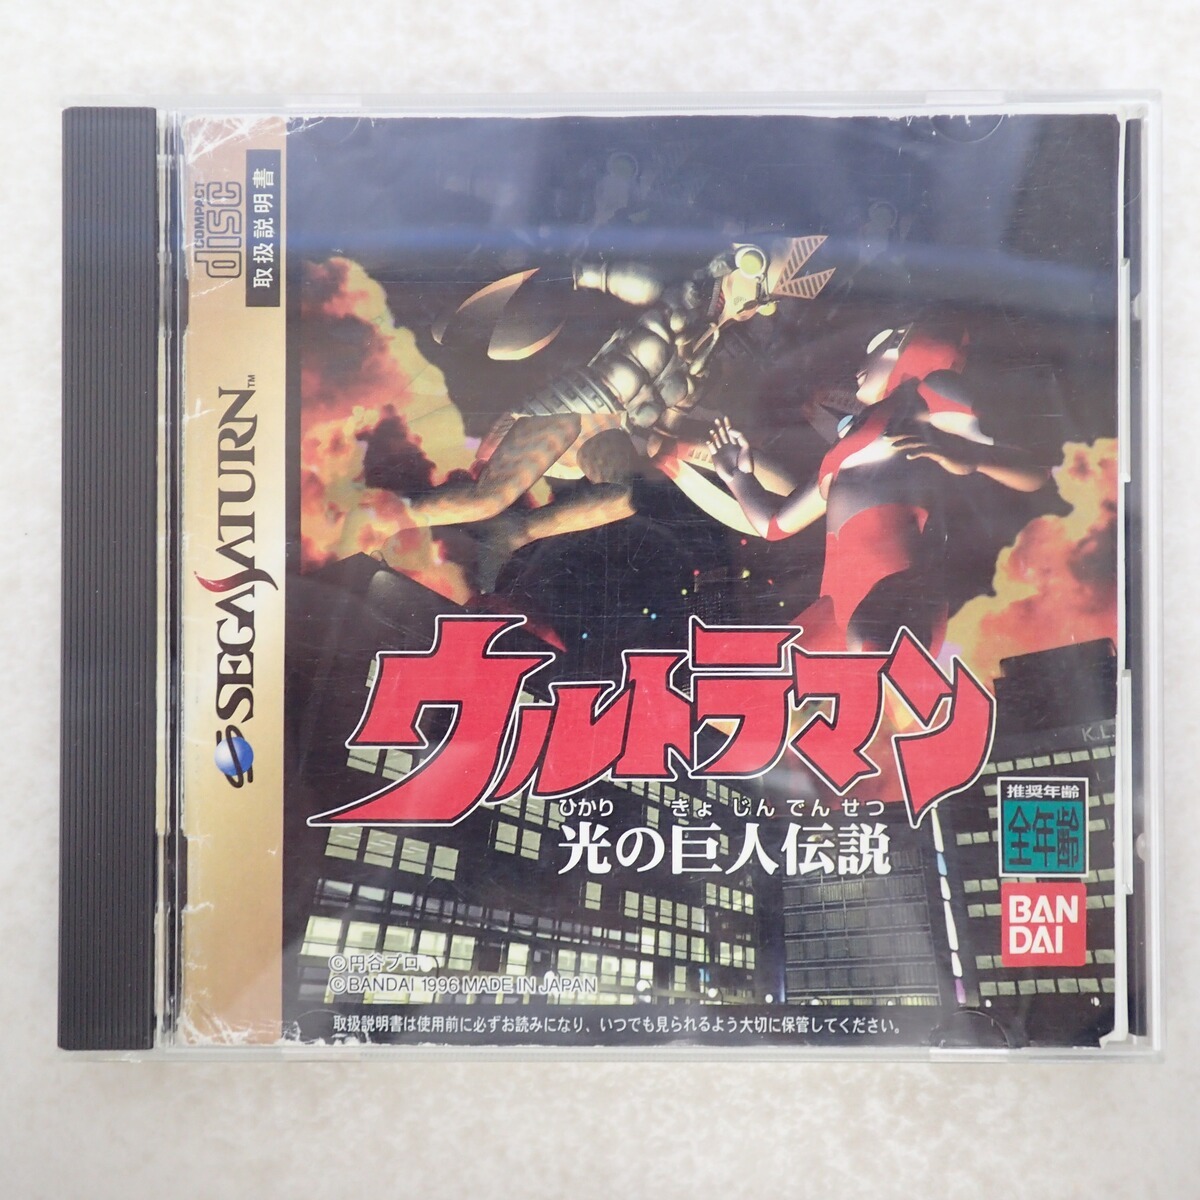 COMPACT
disc
取扱説明書
SEGA SATURN™
ウルトラマン
ひかり きょ じん でん せつ
光の巨人伝説
K.L.
推奨年齢
全年齢
BAN
DAI
©円谷プロ
©BANDAI 1996 MADE IN JAPAN
取扱説明書は使用前に必ずお読みになり、いつでも見られるよう大切に保管してください。